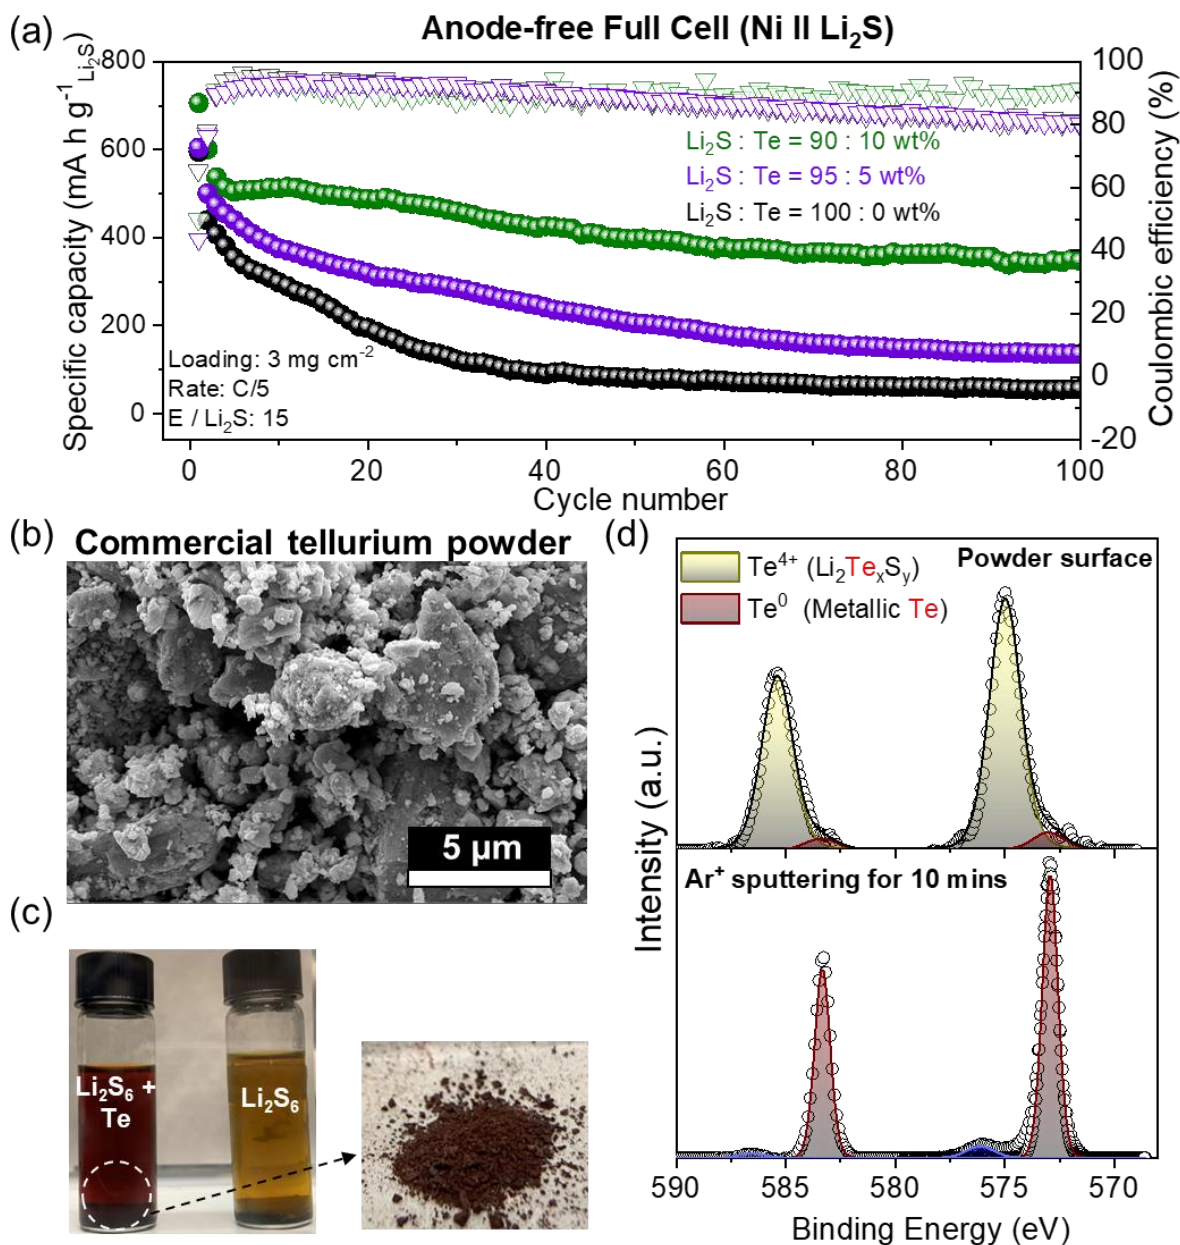 (a)
Anode-free Full Cell (Ni II Li₂S)
Specific capacity (mA h g⁻¹ Li₂S)
800
600
400
200
0
Li₂S : Te = 90 : 10 wt%
Li₂S : Te = 95 : 5 wt%
Li₂S : Te = 100 : 0 wt%
Loading: 3 mg cm⁻²
Rate: C/5
E / Li₂S: 15
100
80
60
40
20
0
-20
Coulombic efficiency (%)
0 20 40 60 80 100
Cycle number
(b)
Commercial tellurium powder
5 µm
(c)
Li₂S₆ +
Te
Li₂S₆
(d)
Te⁴⁺ (Li₂TeₓSᵧ)
Te⁰ (Metallic Te)
Powder surface
Ar⁺ sputtering for 10 mins
Intensity (a.u.)
590 585 580 575 570
Binding Energy (eV)